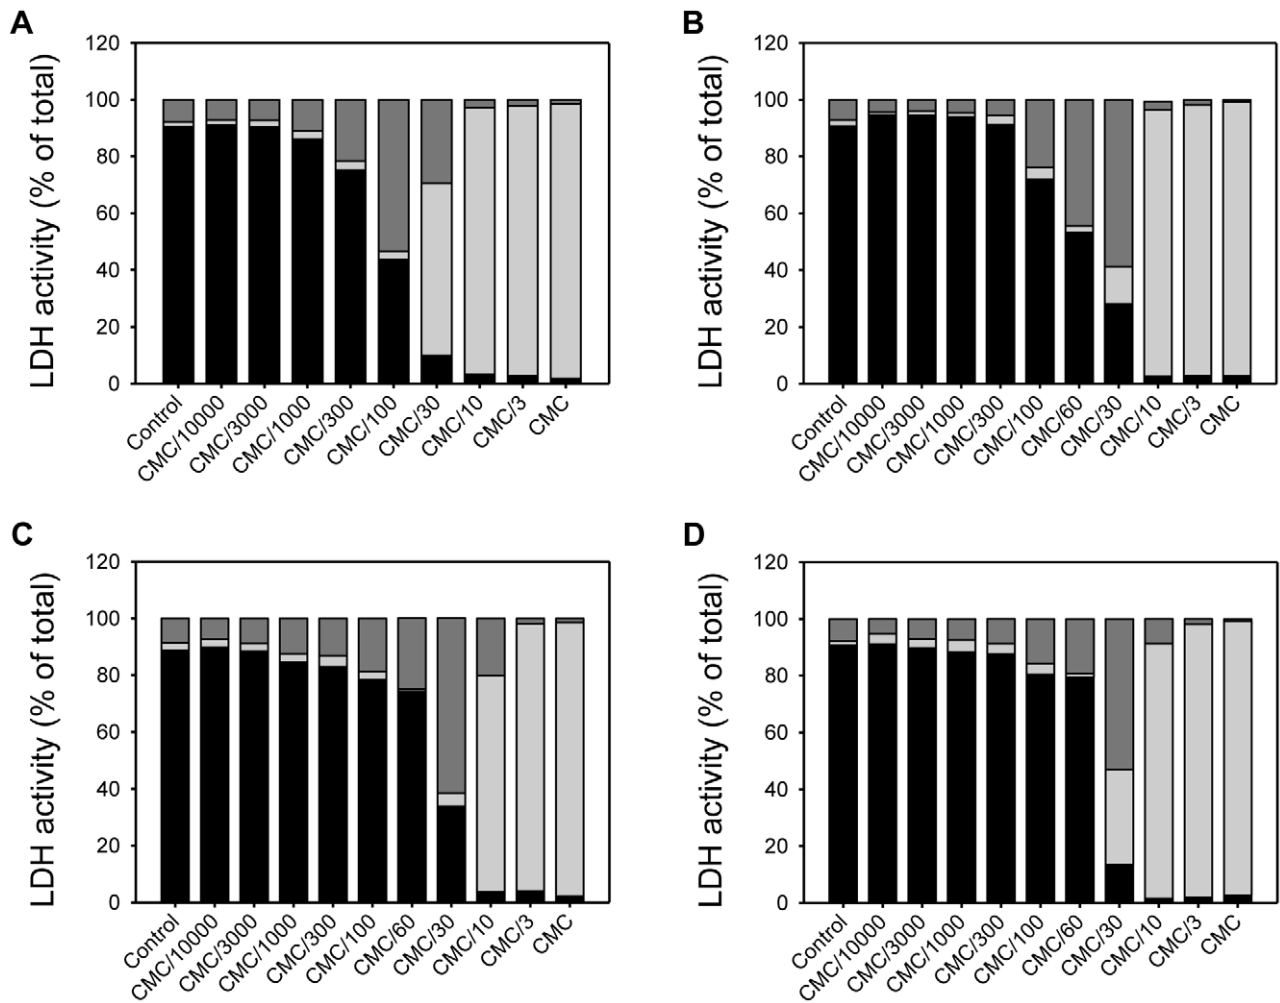 A
LDH activity (% of total)
120
100
80
60
40
20
0
Control
CMC/10000
CMC/3000
CMC/1000
CMC/300
CMC/100
CMC/30
CMC/10
CMC/3
CMC
B
LDH activity (% of total)
120
100
80
60
40
20
0
Control
CMC/10000
CMC/3000
CMC/1000
CMC/300
CMC/100
CMC/60
CMC/30
CMC/10
CMC/3
CMC
C
LDH activity (% of total)
120
100
80
60
40
20
0
Control
CMC/10000
CMC/3000
CMC/1000
CMC/300
CMC/100
CMC/60
CMC/30
CMC/10
CMC/3
CMC
D
LDH activity (% of total)
120
100
80
60
40
20
0
Control
CMC/10000
CMC/3000
CMC/1000
CMC/300
CMC/100
CMC/60
CMC/30
CMC/10
CMC/3
CMC